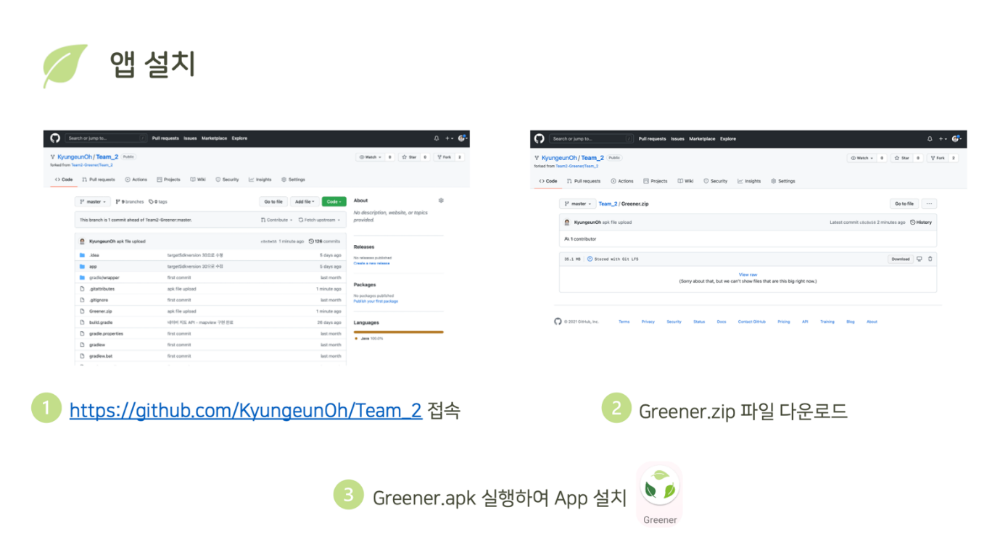 앱 설치
Search or jump to... /
Pull requests Issues Marketplace Explore
KyungeunOh / Team_2 Public
forked from Team2-Greener/Team_2
Watch 0 Star 0 Fork 2
Code Pull requests Actions Projects Wiki Security Insights Settings
master 9 branches 0 tags
Go to file Add file Code
This branch is 1 commit ahead of Team2-Greener:master.
Contribute Fetch upstream
KyungeunOh apk file upload 1 minute ago 126 commits
.idea targetSdkversion 30으로 수정 5 days ago
app targetSdkversion 30으로 수정 5 days ago
gradle/wrapper first commit last month
.gitattributes apk file upload 1 minute ago
.gitignore first commit last month
Greener.zip apk file upload 1 minute ago
build.gradle 네이버 지도 API - mapview 구현 완료 26 days ago
gradle.properties first commit last month
gradlew first commit last month
gradlew.bat first commit last month
About
No description, website, or topics
provided.
Releases
No releases published
Create a new release
Packages
No packages published
Publish your first package
Languages
Java 100.0%
Search or jump to... /
Pull requests Issues Marketplace Explore
KyungeunOh / Team_2 Public
forked from Team2-Greener/Team_2
Watch 0 Star 0 Fork 2
Code Pull requests Actions Projects Wiki Security Insights Settings
master Team_2 / Greener.zip
Go to file ...
KyungeunOh apk file upload
Latest commit 2 minutes ago History
1 contributor
Stored with Git LFS
Download
View raw
(Sorry about that, but we can't show files that are this big right now.)
© 2021 GitHub, Inc. Terms Privacy Security Status Docs Contact GitHub Pricing API Training Blog About
1 https://github.com/KyungeunOh/Team_2 접속
2 Greener.zip 파일 다운로드
3 Greener.apk 실행하여 App 설치
Greener